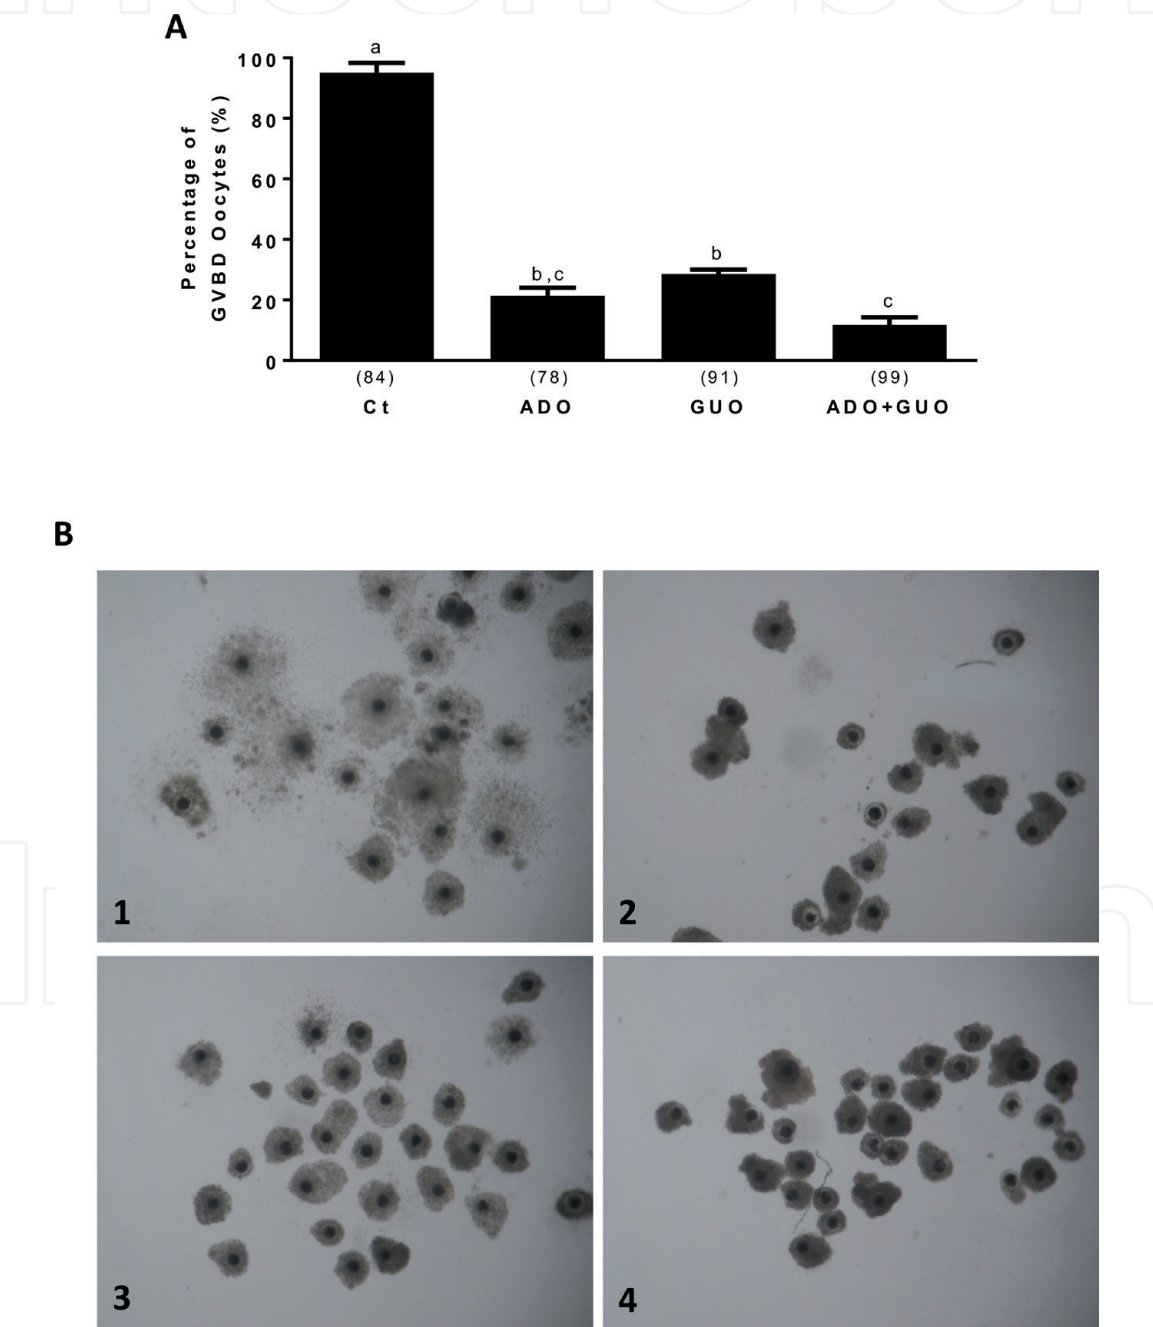 A
a
100
80
60
40
20
0
Percentage of
GVBD Oocytes (%)
b,c
b
c
(84) (78) (91) (99)
Ct ADO GUO ADO+GUO
B
1
2
3
4